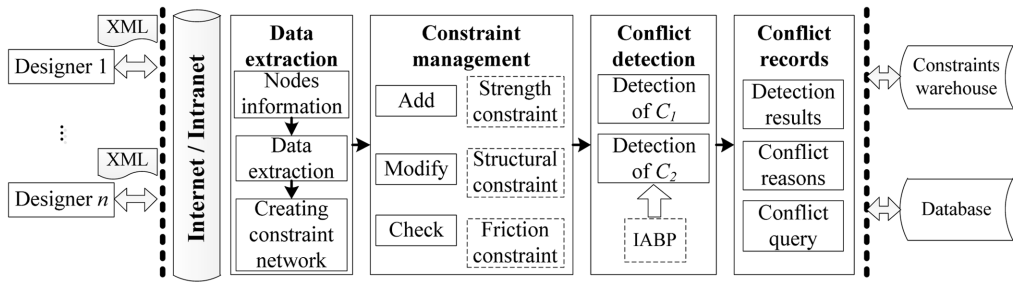 XML
Designer 1
...
XML
Designer n
Internet / Intranet
Data
extraction
Nodes
information
Data
extraction
Creating
constraint
network
Constraint
management
Add
Modify
Check
Strength
constraint
Structural
constraint
Friction
constraint
Conflict
detection
Detection
of C₁
Detection
of C₂
IABP
Conflict
records
Detection
results
Conflict
reasons
Conflict
query
Constraints
warehouse
Database